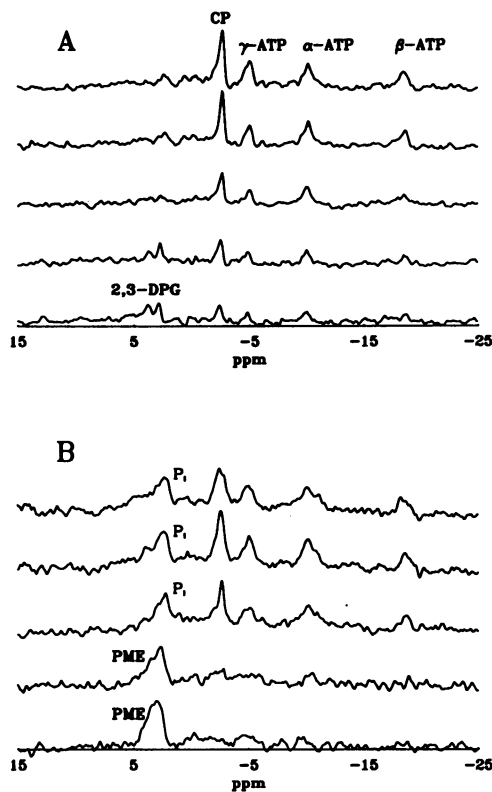 A
CP
γ-ATP α-ATP β-ATP
2,3-DPG
15 5 -5 -15 -25
ppm
B
Pi
Pi
Pi
PME
PME
15 5 -5 -15 -25
ppm